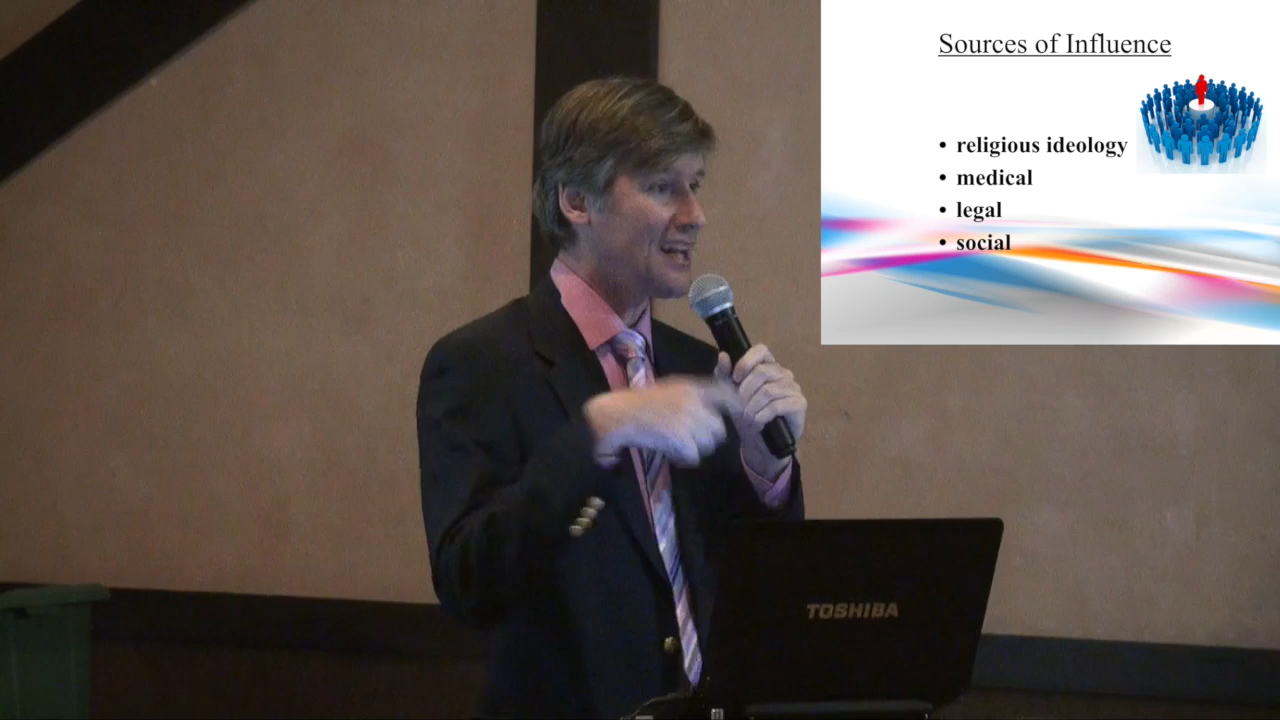 Sources of Influence
• religious ideology
• medical
• legal
• social
TOSHIBA